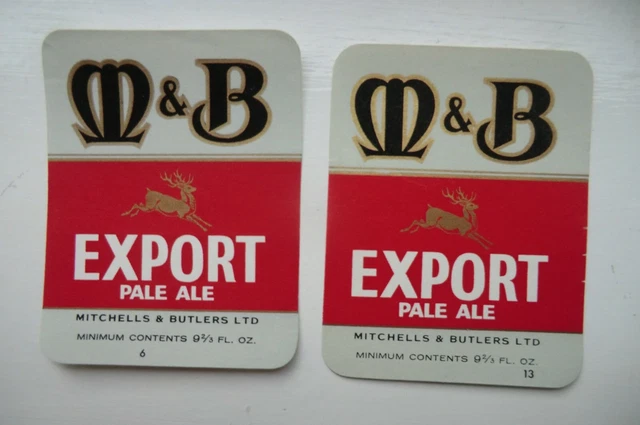 M & B
EXPORT
PALE ALE
MITCHELLS & BUTLERS LTD
MINIMUM CONTENTS 9⅔ FL. OZ.
6
M & B
EXPORT
PALE ALE
MITCHELLS & BUTLERS LTD
MINIMUM CONTENTS 9⅔ FL. OZ.
13